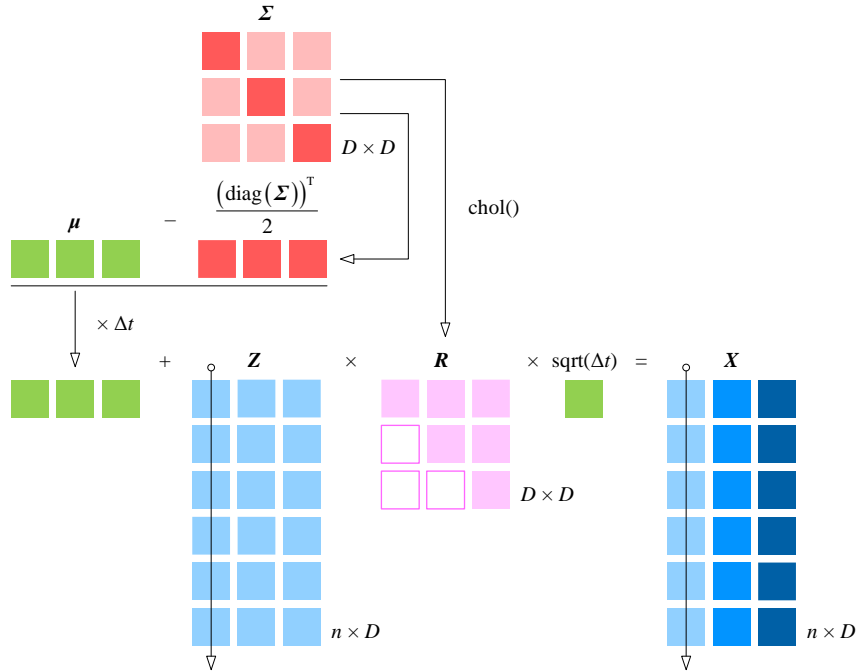 Σ
D × D
(diag(Σ))ᵀ
2
μ
−
chol()
× Δt
+
Z
×
R
× sqrt(Δt) =
X
D × D
n × D
n × D